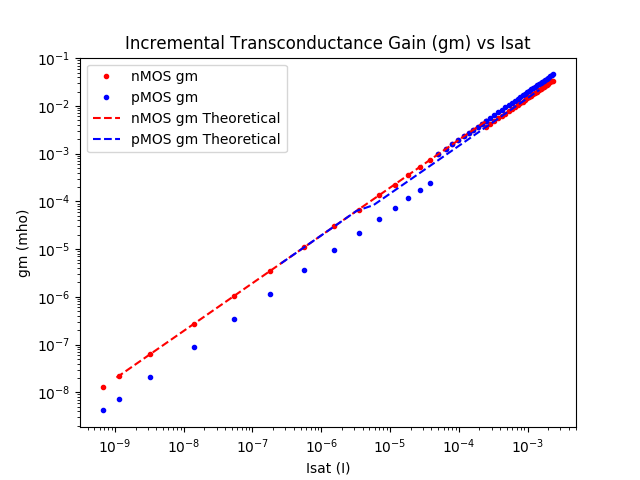 Incremental Transconductance Gain (gm) vs Isat
nMOS gm
pMOS gm
nMOS gm Theoretical
pMOS gm Theoretical
10⁻¹
10⁻²
10⁻³
10⁻⁴
10⁻⁵
10⁻⁶
10⁻⁷
10⁻⁸
gm (mho)
10⁻⁹ 10⁻⁸ 10⁻⁷ 10⁻⁶ 10⁻⁵ 10⁻⁴ 10⁻³
Isat (I)